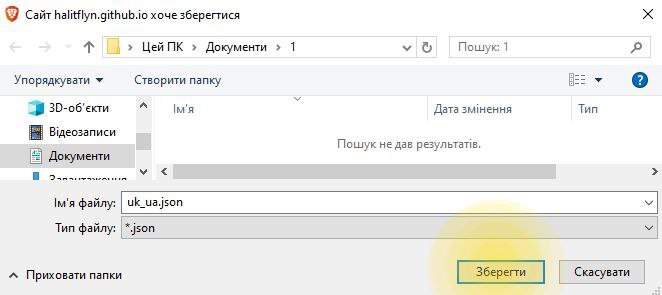 Сайт halitflyn.github.io хоче зберегтися
Цей ПК > Документи > 1
Пошук: 1
Упорядкувати
Створити папку
3D-об'єкти
Відеозаписи
Документи
Завантаження
Ім'я
Дата змінення
Тип
Пошук не дав результатів.
Ім'я файлу: uk_ua.json
Тип файлу: *.json
Приховати папки
Зберегти
Скасувати